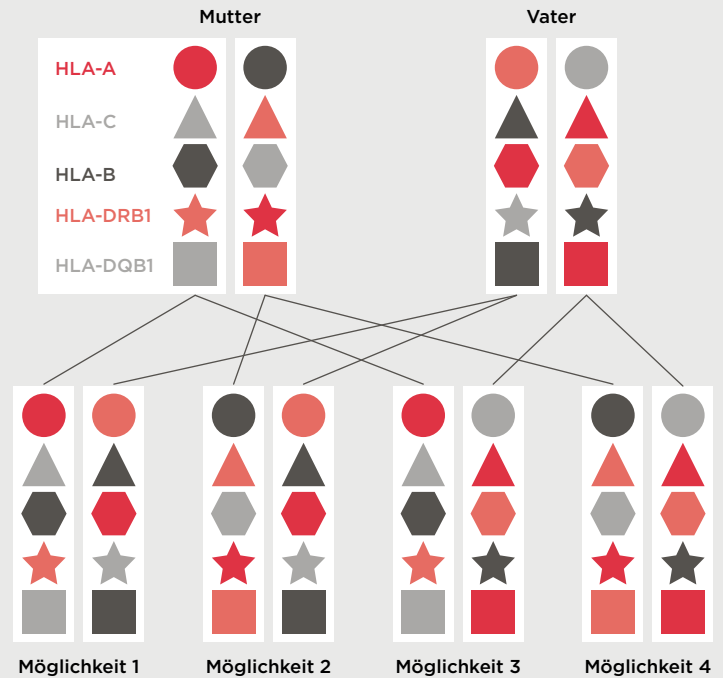 Mutter
Vater
HLA-A
HLA-C
HLA-B
HLA-DRB1
HLA-DQB1
Möglichkeit 1
Möglichkeit 2
Möglichkeit 3
Möglichkeit 4